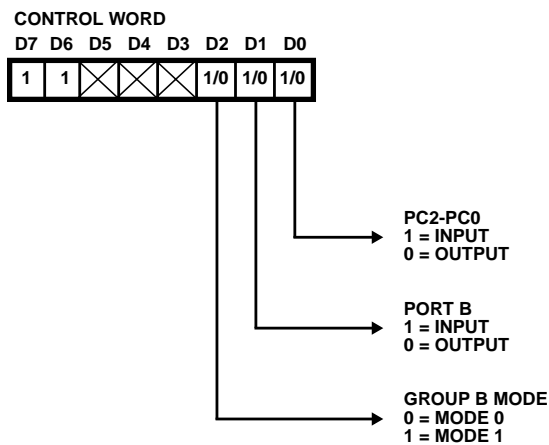 CONTROL WORD
D7 D6 D5 D4 D3 D2 D1 D0
1 1 1/0 1/0 1/0
PC2-PC0
1 = INPUT
0 = OUTPUT
PORT B
1 = INPUT
0 = OUTPUT
GROUP B MODE
0 = MODE 0
1 = MODE 1